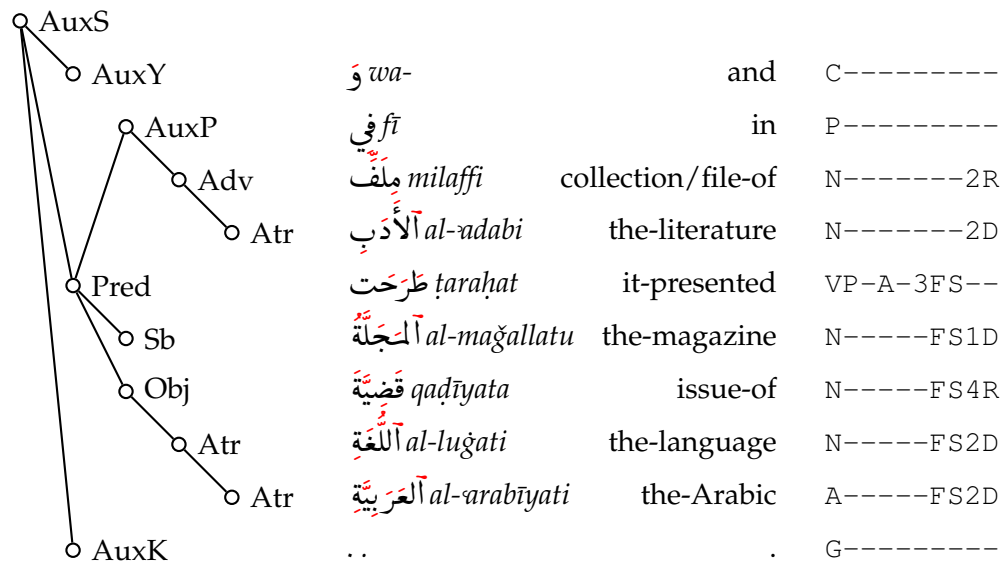 AuxS
AuxY وَ wa- and C---------
AuxP فِي fī in P---------
Adv مِلَفِّ milaffi collection/file-of N-------2R
Atr ٱلأَدَبِ al-ʾadabi the-literature N-------2D
Pred طَرَحَت ṭaraḥat it-presented VP-A-3FS--
Sb ٱلمَجَلَّةُ al-maǧallatu the-magazine N-----FS1D
Obj قَضِيَّةَ qaḍīyata issue-of N-----FS4R
Atr ٱللُّغَةِ al-luġati the-language N-----FS2D
Atr ٱلعَرَبِيَّةِ al-ʿarabīyati the-Arabic A-----FS2D
AuxK . . . G---------